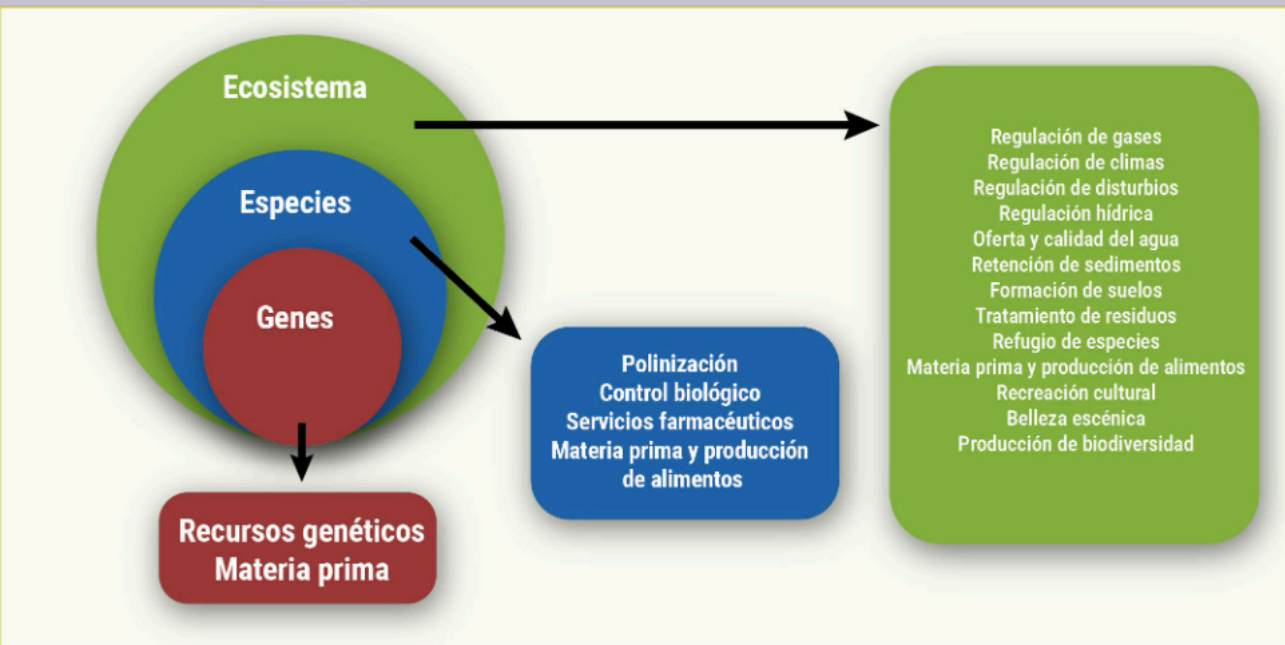 Ecosistema
Especies
Genes
Recursos genéticos
Materia prima
Polinización
Control biológico
Servicios farmacéuticos
Materia prima y producción
de alimentos
Regulación de gases
Regulación de climas
Regulación de disturbios
Regulación hídrica
Oferta y calidad del agua
Retención de sedimentos
Formación de suelos
Tratamiento de residuos
Refugio de especies
Materia prima y producción de alimentos
Recreación cultural
Belleza escénica
Producción de biodiversidad